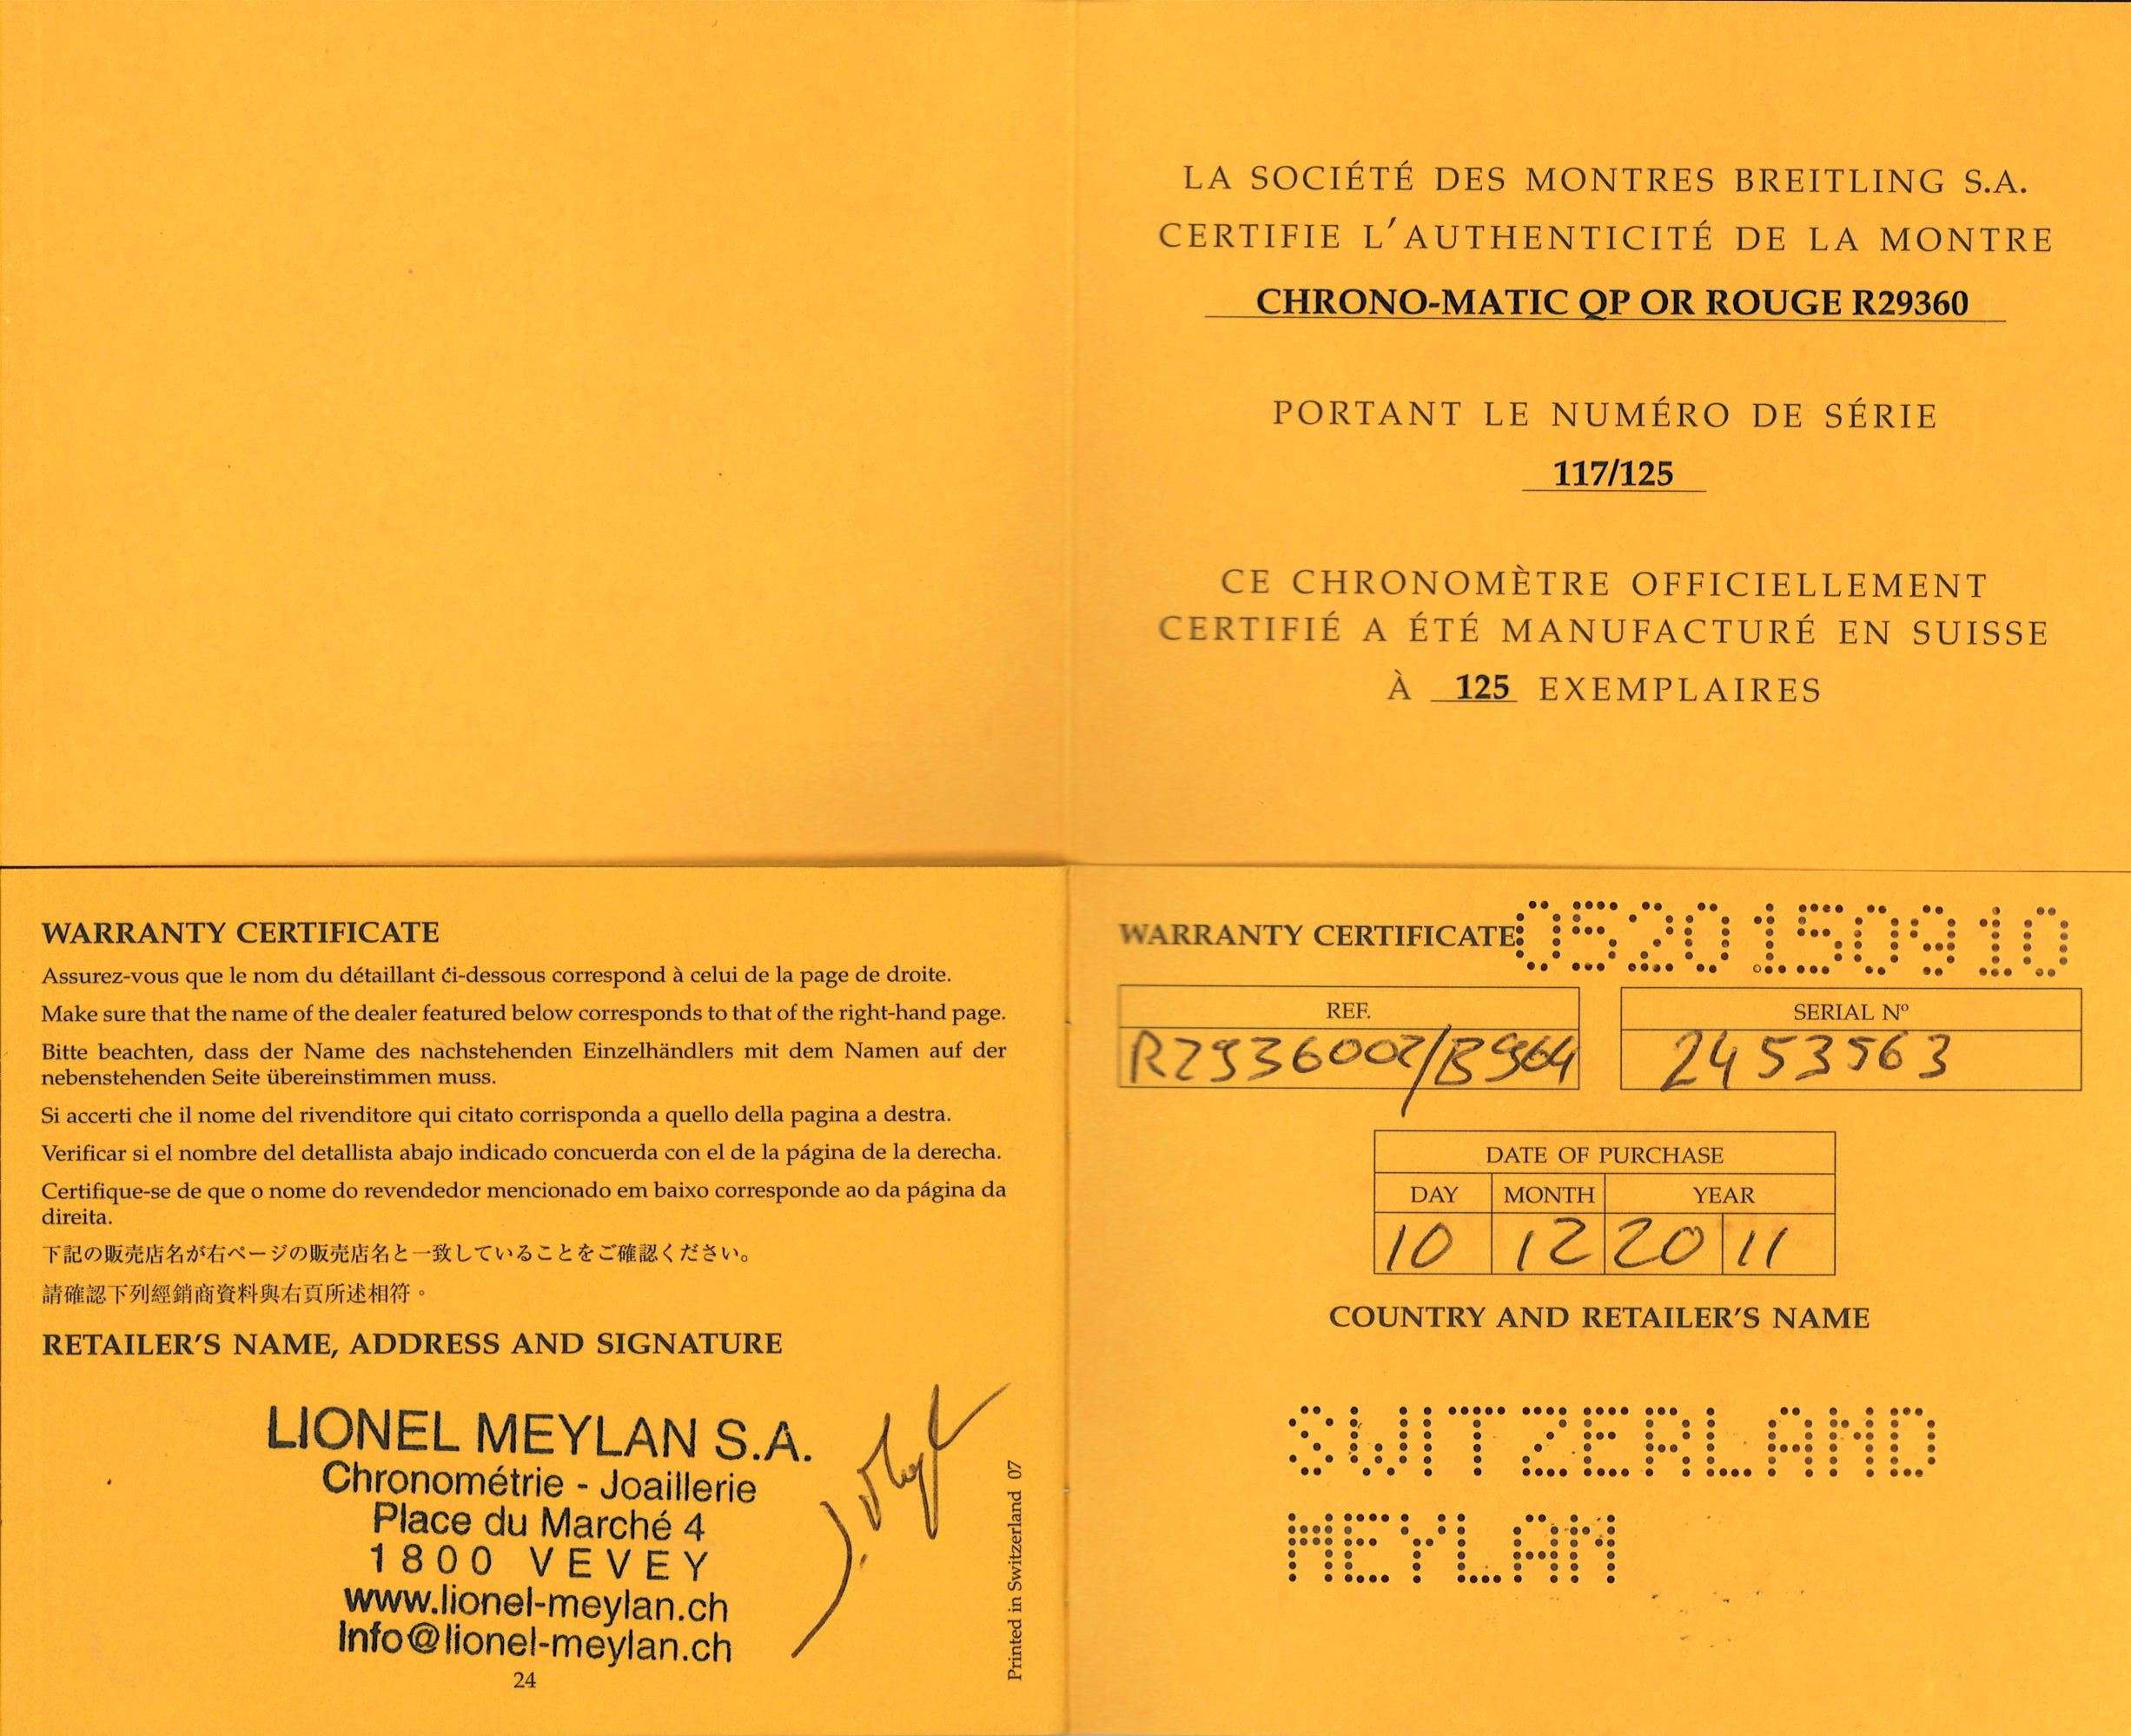 LA SOCIÉTÉ DES MONTRES BREITLING S.A.
CERTIFIE L'AUTHENTICITÉ DE LA MONTRE
CHRONO-MATIC QP OR ROUGE R29360
PORTANT LE NUMÉRO DE SÉRIE
117/125
CE CHRONOMÈTRE OFFICIELLEMENT
CERTIFIÉ A ÉTÉ MANUFACTURÉ EN SUISSE
À 125 EXEMPLAIRES
WARRANTY CERTIFICATE
Assurez-vous que le nom du détaillant ci-dessous correspond à celui de la page de droite.
Make sure that the name of the dealer featured below corresponds to that of the right-hand page.
Bitte beachten, dass der Name des nachstehenden Einzelhändlers mit dem Namen auf der
nebenstehenden Seite übereinstimmen muss.
Si accerti che il nome del rivenditore qui citato corrisponda a quello della pagina a destra.
Verificar si el nombre del detallista abajo indicado concuerda con el de la página de la derecha.
Certifique-se de que o nome do revendedor mencionado em baixo corresponde ao da página da
direita.
下記の販売店名が右ページの販売店名と一致していることをご確認ください。
請確認下列經銷商資料與右頁所述相符。
RETAILER'S NAME, ADDRESS AND SIGNATURE
LIONEL MEYLAN S.A.
Chronométrie - Joaillerie
Place du Marché 4
1800 VEVEY
www.lionel-meylan.ch
Info@lionel-meylan.ch
24
Printed in Switzerland 07
WARRANTY CERTIFICATE 0520150910
REF.
R2936002/B964
SERIAL Nº
2453563
DATE OF PURCHASE
DAY MONTH YEAR
10 12 20 11
COUNTRY AND RETAILER'S NAME
SWITZERLAND
MEYLAN